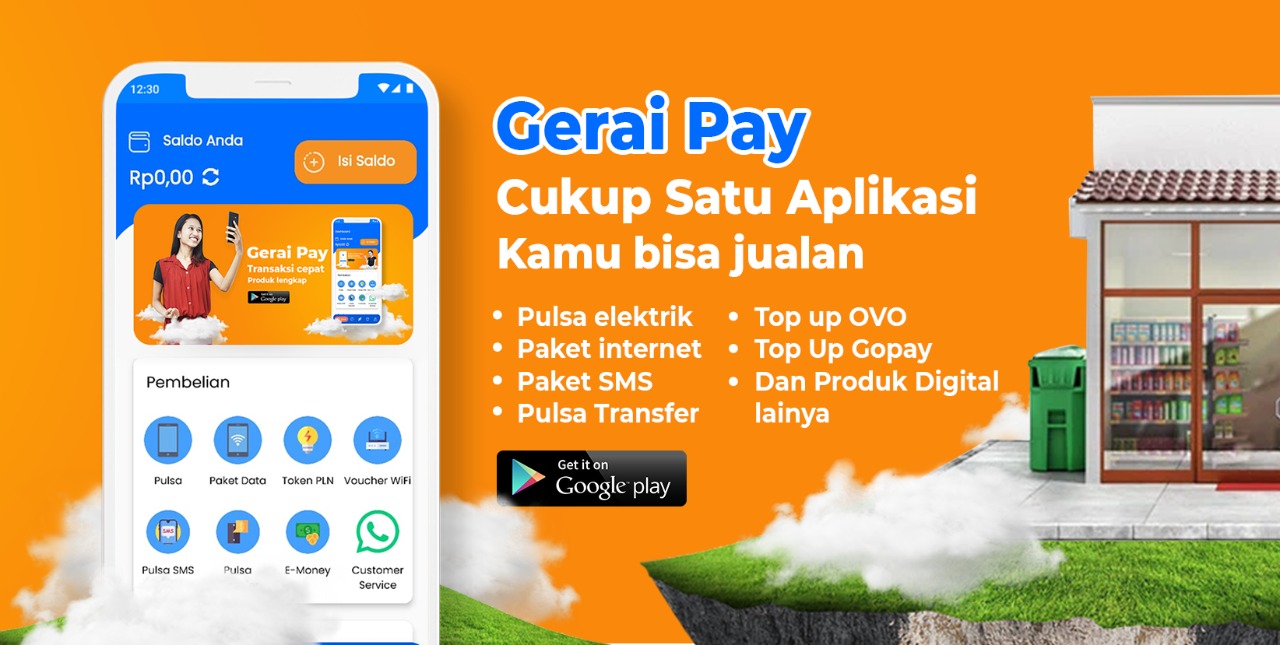 12:30
Saldo Anda
Rp0,00
Isi Saldo
Gerai Pay
Transaksi cepat
Produk lengkap
Google play
Pembelian
Pulsa
Paket Data
Token PLN
Voucher WiFi
SMS
Pulsa SMS
Pulsa
E-Money
Customer
Service
Gerai Pay
Cukup Satu Aplikasi
Kamu bisa jualan
• Pulsa elektrik
• Paket internet
• Paket SMS
• Pulsa Transfer
• Top up OVO
• Top Up Gopay
• Dan Produk Digital
lainya
Get it on
Google play